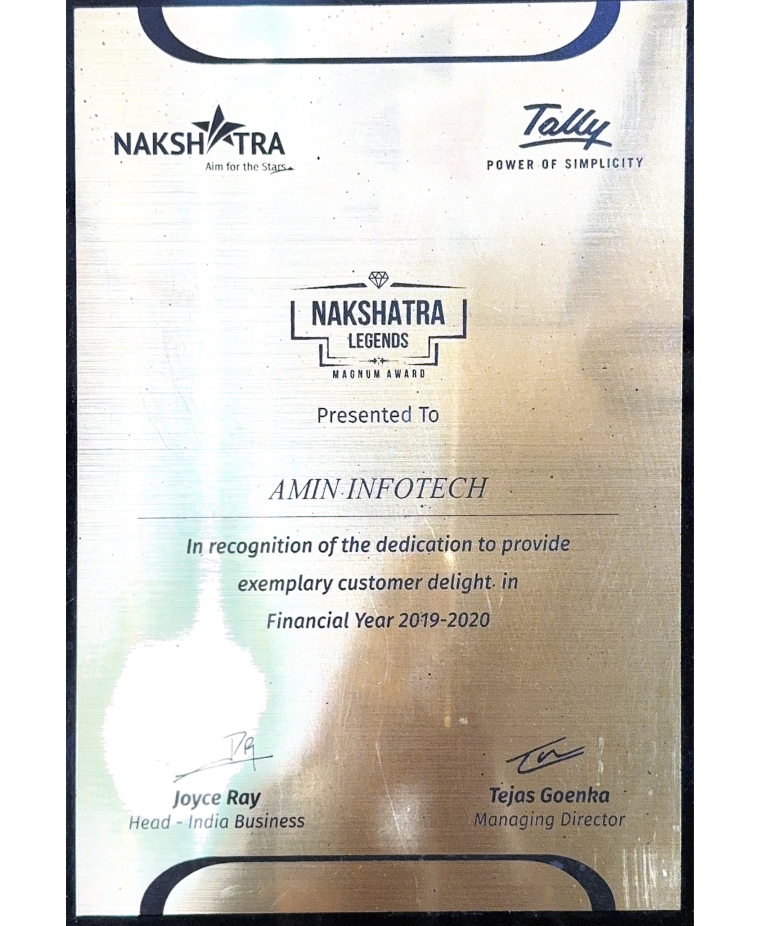 NAKSHATRA
Aim for the Stars
Tally
POWER OF SIMPLICITY
NAKSHATRA
LEGENDS
MAGNUM AWARD
Presented To
AMIN INFOTECH
In recognition of the dedication to provide
exemplary customer delight in
Financial Year 2019-2020
Joyce Ray
Head - India Business
Tejas Goenka
Managing Director